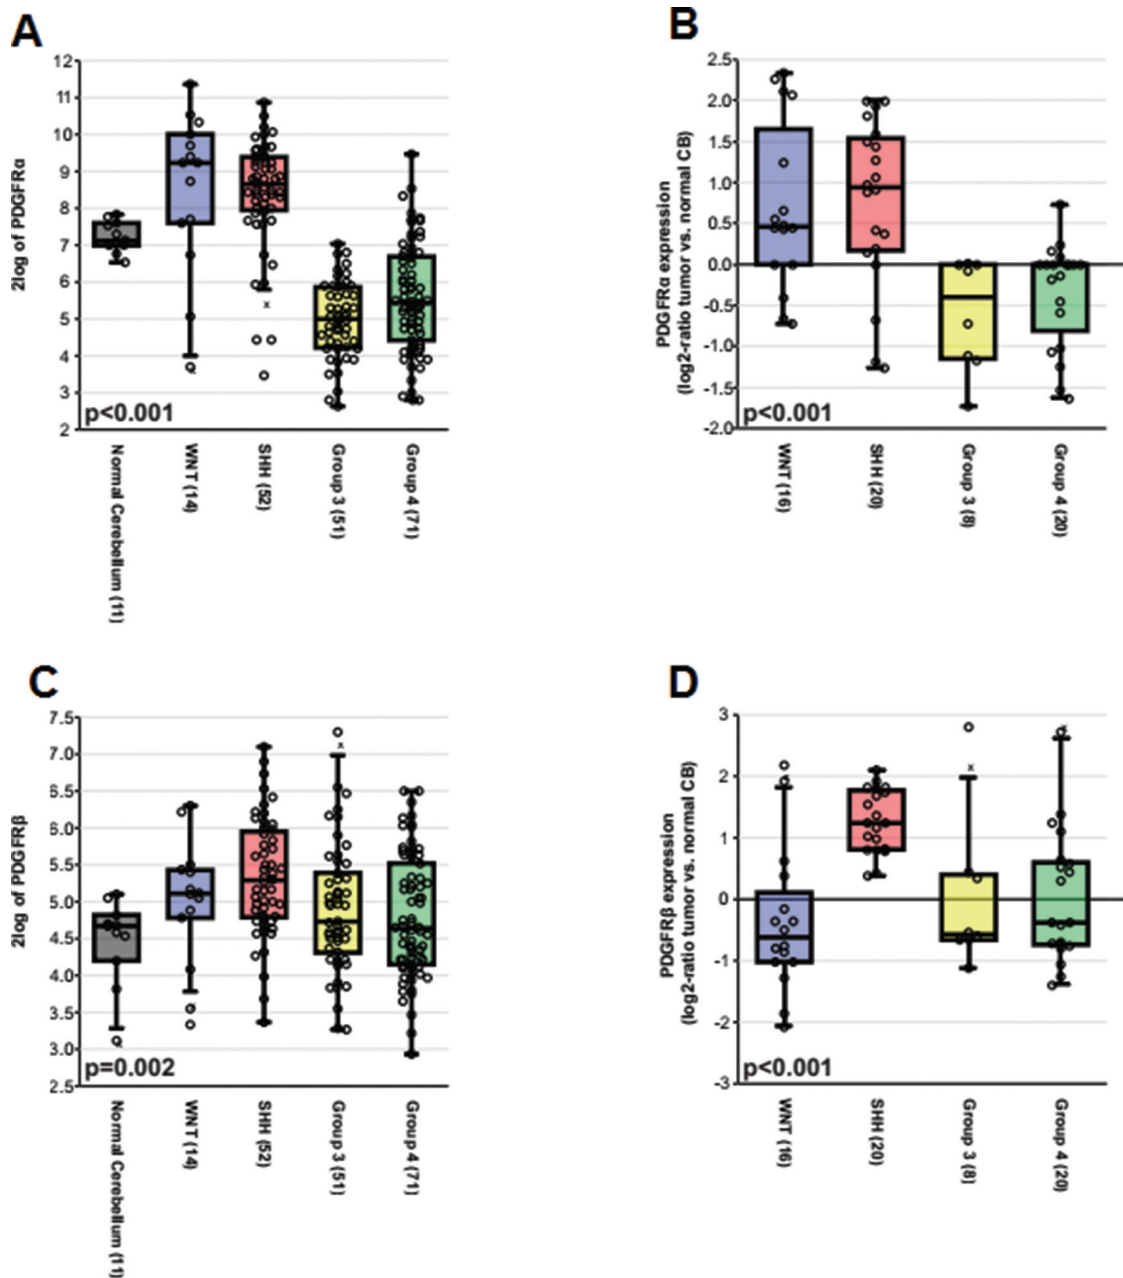 A
2log of PDGFRα
12
11
10
9
8
7
6
5
4
3
2
p<0.001
Normal Cerebellum (11)
WNT (14)
SHH (52)
Group 3 (51)
Group 4 (71)
B
PDGFRα expression
(log2-ratio tumor vs. normal CB)
2.5
2.0
1.5
1.0
0.5
0.0
-0.5
-1.0
-1.5
-2.0
p<0.001
WNT (16)
SHH (20)
Group 3 (8)
Group 4 (20)
C
2log of PDGFRβ
7.5
7.0
6.5
6.0
5.5
5.0
4.5
4.0
3.5
3.0
2.5
p=0.002
Normal Cerebellum (11)
WNT (14)
SHH (52)
Group 3 (51)
Group 4 (71)
D
PDGFRβ expression
(log2-ratio tumor vs. normal CB)
3
2
1
0
-1
-2
-3
p<0.001
WNT (16)
SHH (20)
Group 3 (8)
Group 4 (20)